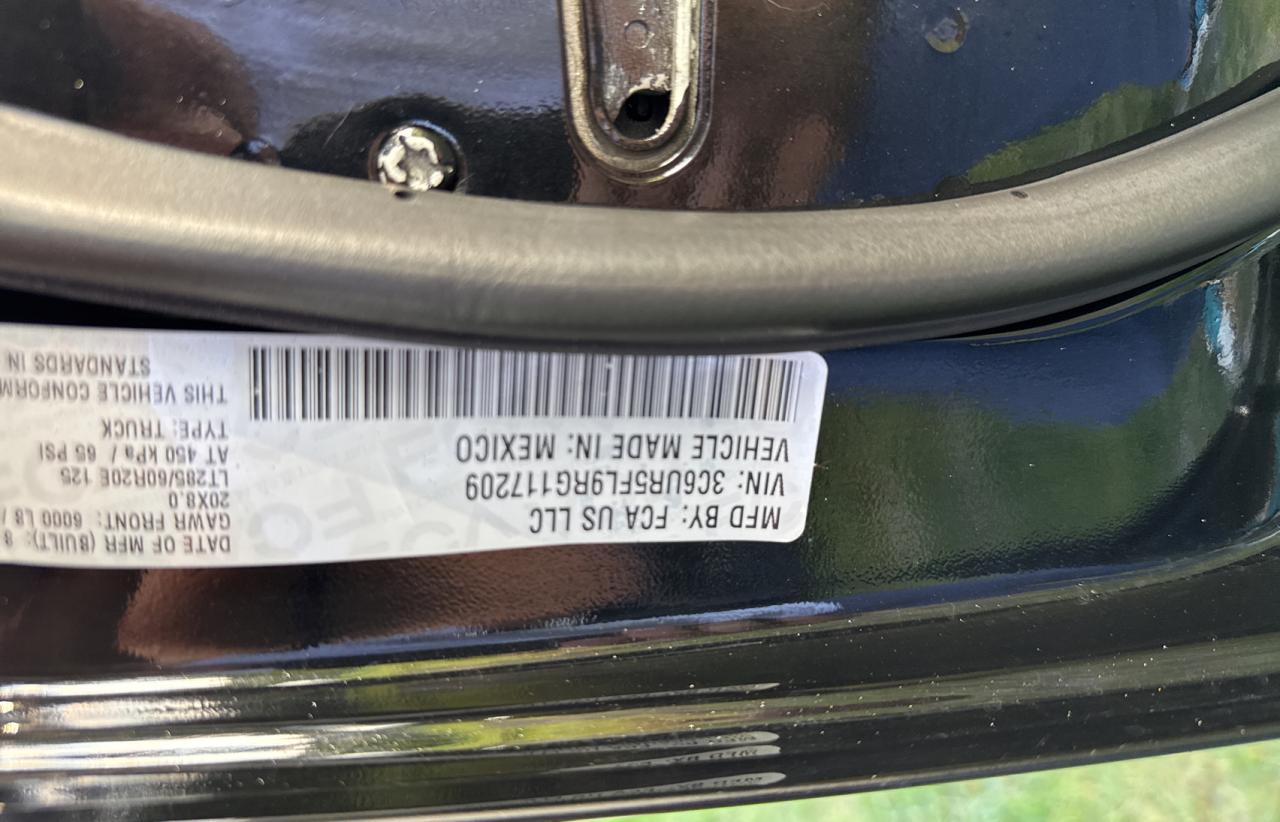 MFD BY: FCA US LLC
VIN: 3C6UR5FL9RG117209
VEHICLE MADE IN: MEXICO
DATE OF MFR (BUILT):
GAWR FRONT: 6000 LB
20X8.0
LT285/60R20E 125
AT 450 kPa / 65 PSI
TYPE: TRUCK
THIS VEHICLE CONFORM
STANDARDS IN